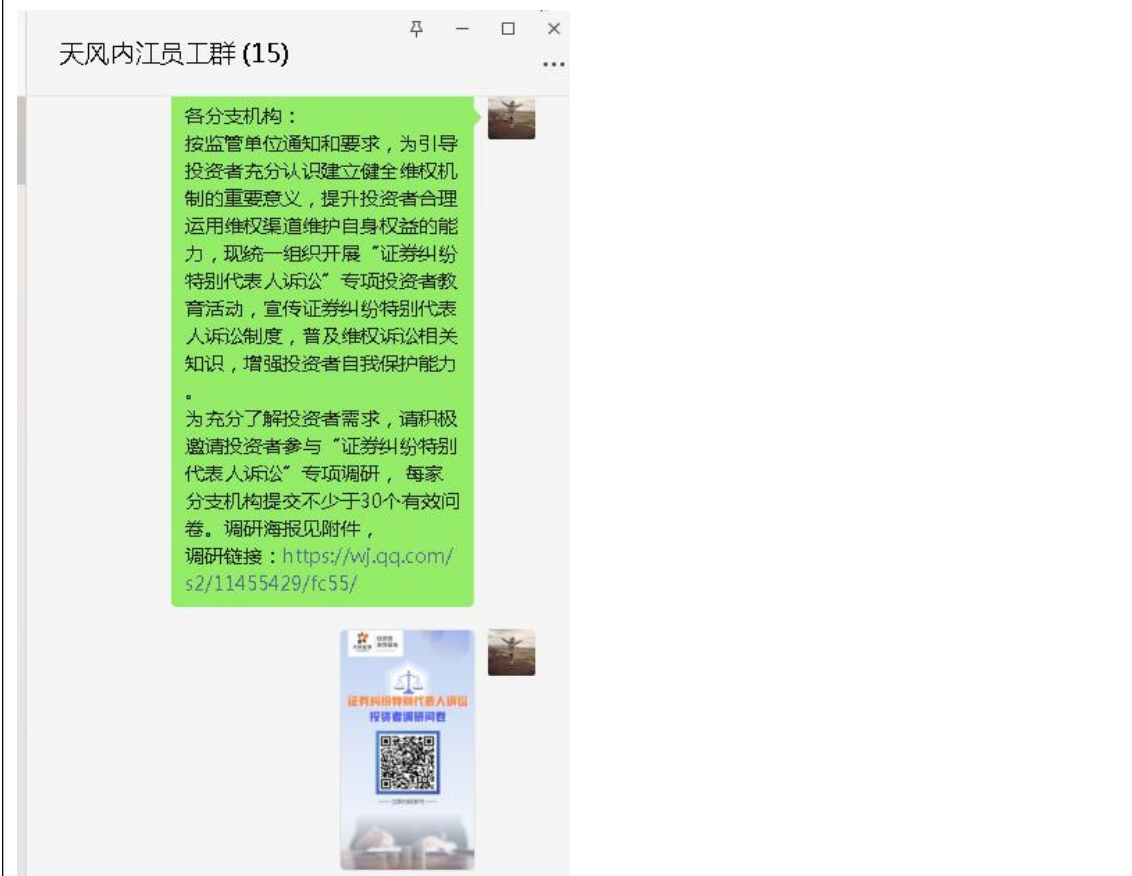 天风内江员工群 (15)
各分支机构：
按监管单位通知和要求，为引导
投资者充分认识建立健全维权机
制的重要意义，提升投资者合理
运用维权渠道维护自身权益的能
力，现统一组织开展“证券纠纷
特别代表人诉讼”专项投资者教
育活动，宣传证券纠纷特别代表
人诉讼制度，普及维权诉讼相关
知识，增强投资者自我保护能力
。
为充分了解投资者需求，请积极
邀请投资者参与“证券纠纷特别
代表人诉讼”专项调研， 每家
分支机构提交不少于30个有效问
卷。调研海报见附件，
调研链接：https://wj.qq.com/
s2/11455429/fc55/
证券纠纷特别代表人诉讼
投资者调研问卷